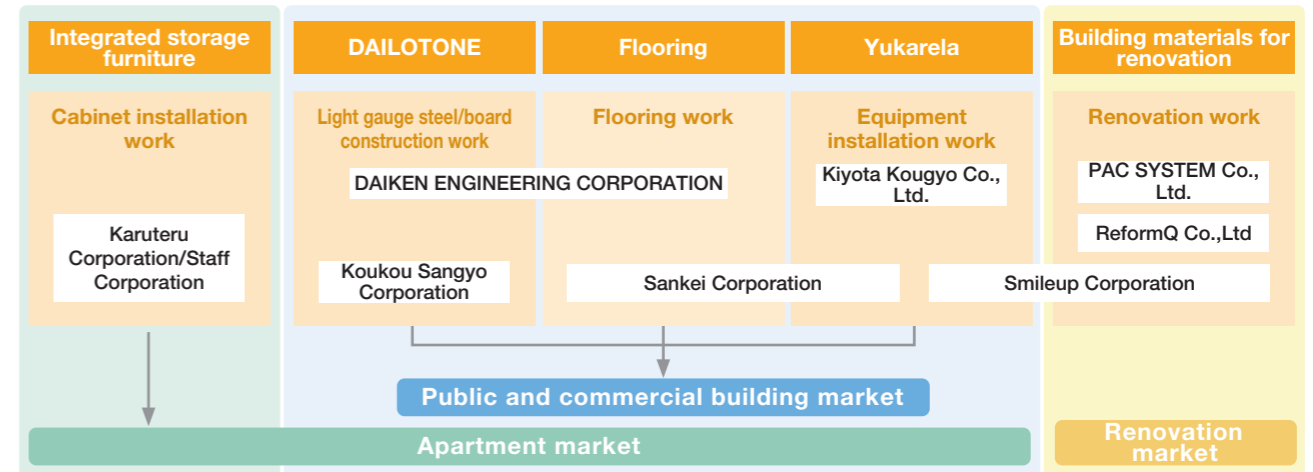 Integrated storage
furniture
DAILOTONE
Flooring
Yukarela
Building materials for
renovation
Cabinet installation
work
Light gauge steel/board
construction work
Flooring work
Equipment
installation work
Renovation work
DAIKEN ENGINEERING CORPORATION
Kiyota Kougyo Co.,
Ltd.
PAC SYSTEM Co.,
Ltd.
ReformQ Co.,Ltd
Karuteru
Corporation/Staff
Corporation
Koukou Sangyo
Corporation
Sankei Corporation
Smileup Corporation
Public and commercial building market
Apartment market
Renovation
market